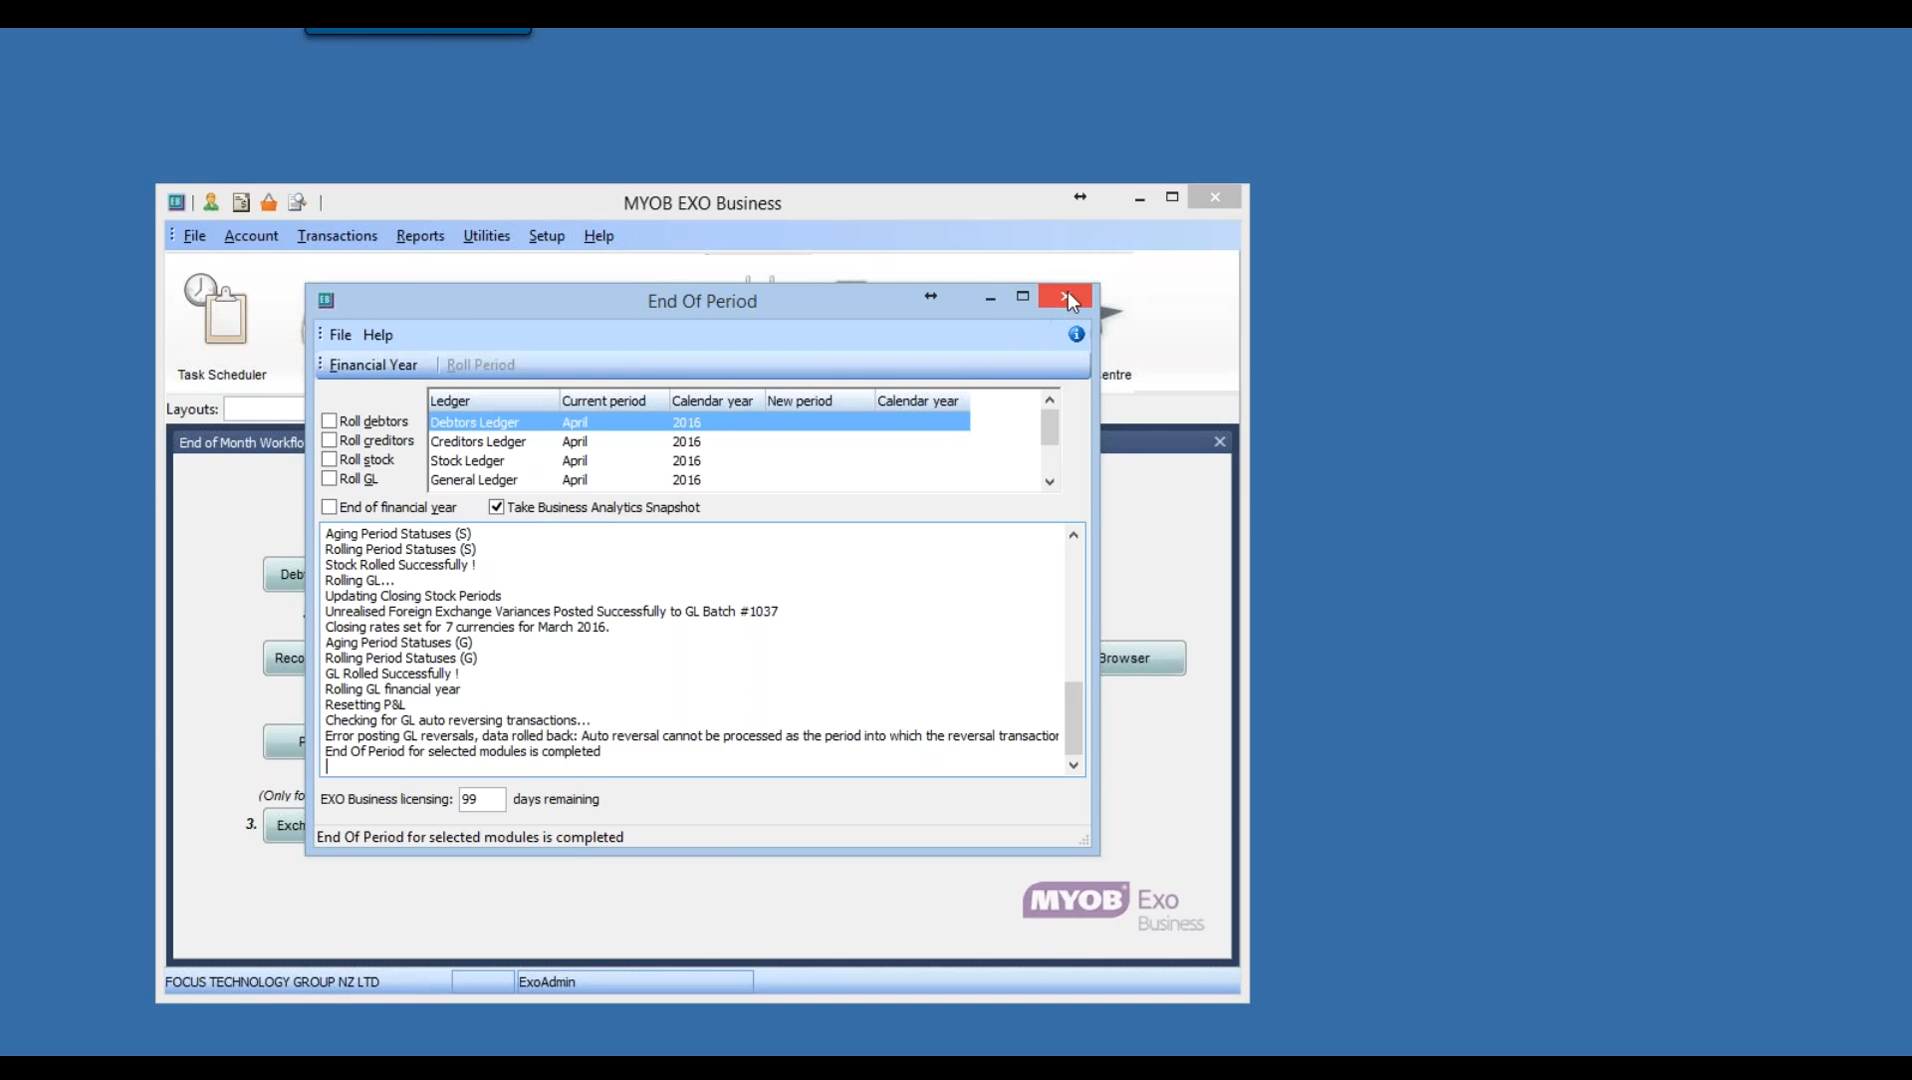 MYOB EXO Business
File Account Transactions Reports Utilities Setup Help
End Of Period
File Help
Financial Year Roll Period
Task Scheduler
entre
Layouts:
Ledger Current period Calendar year New period Calendar year
Roll debtors Debtors Ledger April 2016
Roll creditors Creditors Ledger April 2016
Roll stock Stock Ledger April 2016
Roll GL General Ledger April 2016
End of Month Workflo
End of financial year Take Business Analytics Snapshot
Aging Period Statuses (S)
Rolling Period Statuses (S)
Stock Rolled Successfully !
Rolling GL...
Updating Closing Stock Periods
Unrealised Foreign Exchange Variances Posted Successfully to GL Batch #1037
Closing rates set for 7 currencies for March 2016.
Aging Period Statuses (G)
Rolling Period Statuses (G)
GL Rolled Successfully !
Rolling GL financial year
Resetting P&L
Checking for GL auto reversing transactions...
Error posting GL reversals, data rolled back: Auto reversal cannot be processed as the period into which the reversal transaction
End Of Period for selected modules is completed
Deb
Reco
Browser
P
(Only fo
3. Exch
EXO Business licensing: 99 days remaining
End Of Period for selected modules is completed
MYOB Exo
Business
FOCUS TECHNOLOGY GROUP NZ LTD ExoAdmin